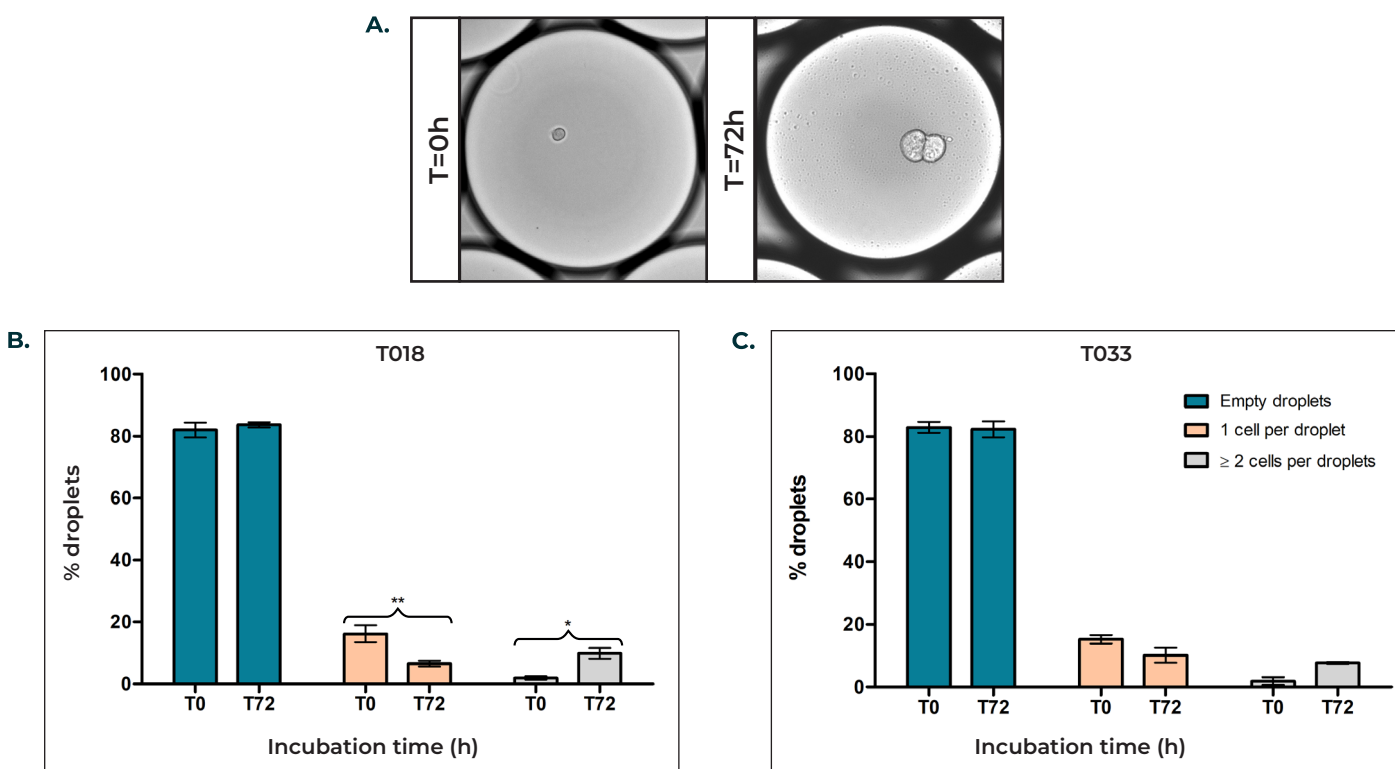 A.
T=0h
T=72h
B.
T018
% droplets
100
80
60
40
20
0
**
*
T0
T72
T0
T72
T0
T72
Incubation time (h)
C.
T033
% droplets
100
80
60
40
20
0
Empty droplets
1 cell per droplet
≥ 2 cells per droplets
T0
T72
T0
T72
T0
T72
Incubation time (h)